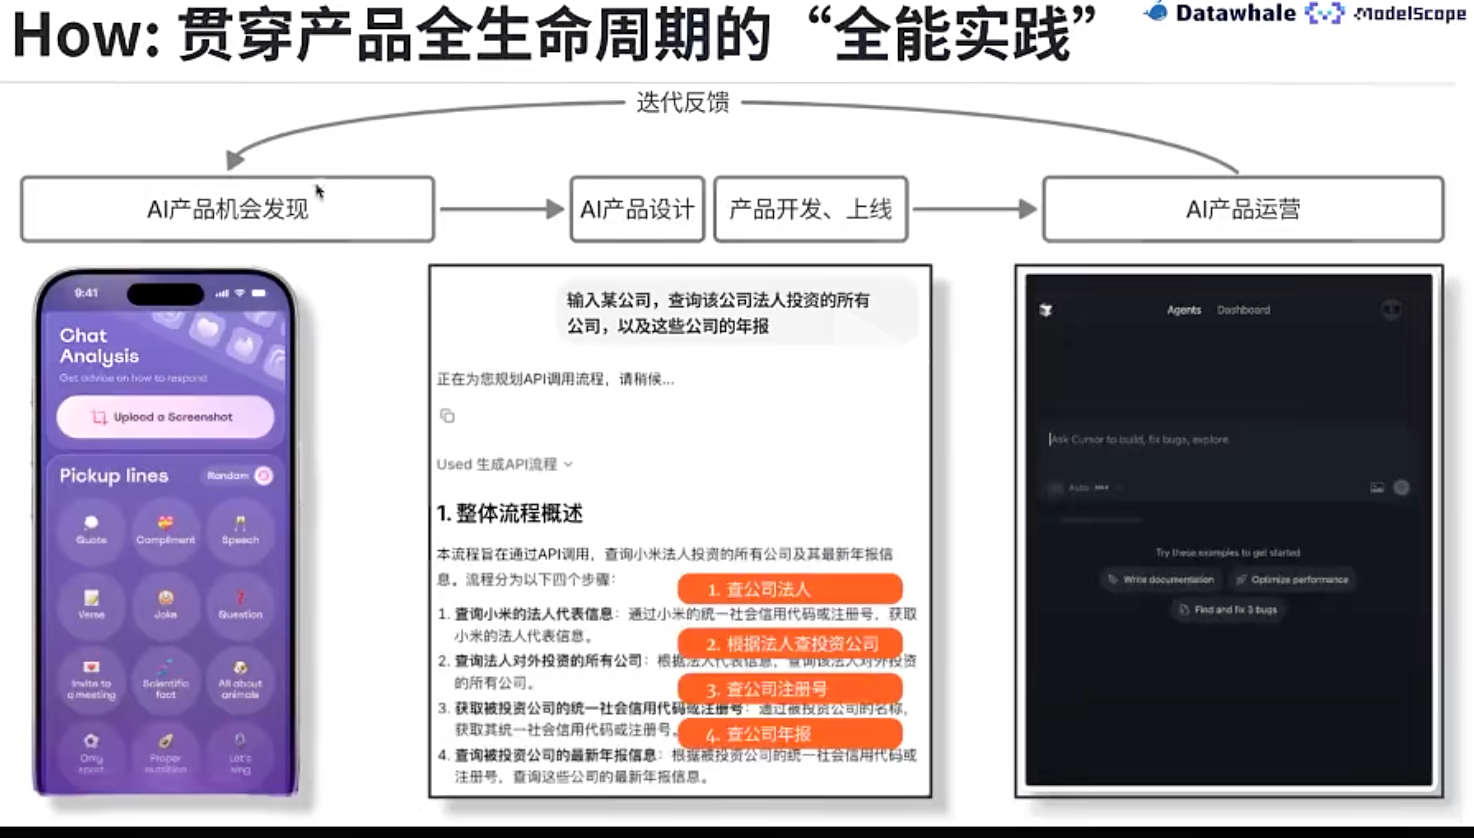 How: 贯穿产品全生命周期的“全能实践”
Datawhale
ModelScope
迭代反馈
AI产品机会发现
AI产品设计
产品开发、上线
AI产品运营
9:41
Chat
Analysis
Get advice on how to respond
Upload a Screenshot
Pickup lines
Random
Quote
Compliment
Speech
Verse
Joke
Question
Invite to
a meeting
Scientific
fact
All about
animals
Only
sport
Proper
nutrition
Let's
sing
输入某公司，查询该公司法人投资的所有
公司，以及这些公司的年报
正在为您规划API调用流程，请稍候...
Used 生成API流程
1. 整体流程概述
本流程旨在通过API调用，查询小米法人投资的所有公司及其最新年报信
息。流程分为以下四个步骤：
1. 查公司法人
1. 查询小米的法人代表信息：通过小米的统一社会信用代码或注册号，获取
小米的法人代表信息。
2. 根据法人查投资公司
2. 查询法人对外投资的所有公司：根据法人代表信息，查询该法人对外投资
的所有公司。
3. 查公司注册号
3. 获取被投资公司的统一社会信用代码或注册号：通过被投资公司的名称，
获取其统一社会信用代码或注册号。
4. 查公司年报
4. 查询被投资公司的最新年报信息：根据被投资公司的统一社会信用代码或
注册号，查询这些公司的最新年报信息。
Agents
Dashboard
Ask Cursor to build, fix bugs, explore
Auto
Try these examples to get started
Write documentation
Optimize performance
Find and fix 3 bugs